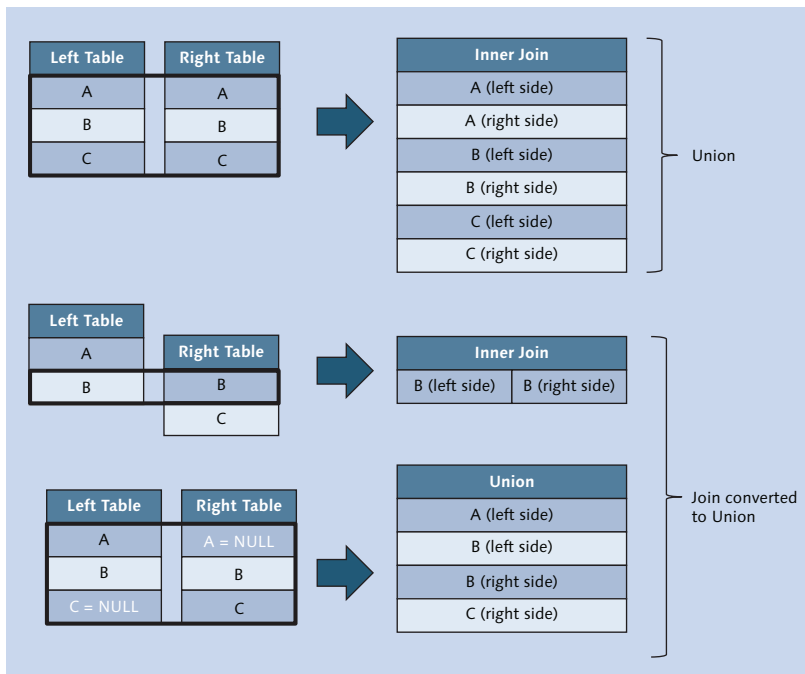 Left Table
Right Table
A
A
B
B
C
C
Inner Join
A (left side)
A (right side)
B (left side)
B (right side)
C (left side)
C (right side)
Union
Left Table
A
B
Right Table
B
C
Inner Join
B (left side)
B (right side)
Left Table
Right Table
A
A = NULL
B
B
C = NULL
C
Union
A (left side)
B (left side)
B (right side)
C (right side)
Join converted
to Union